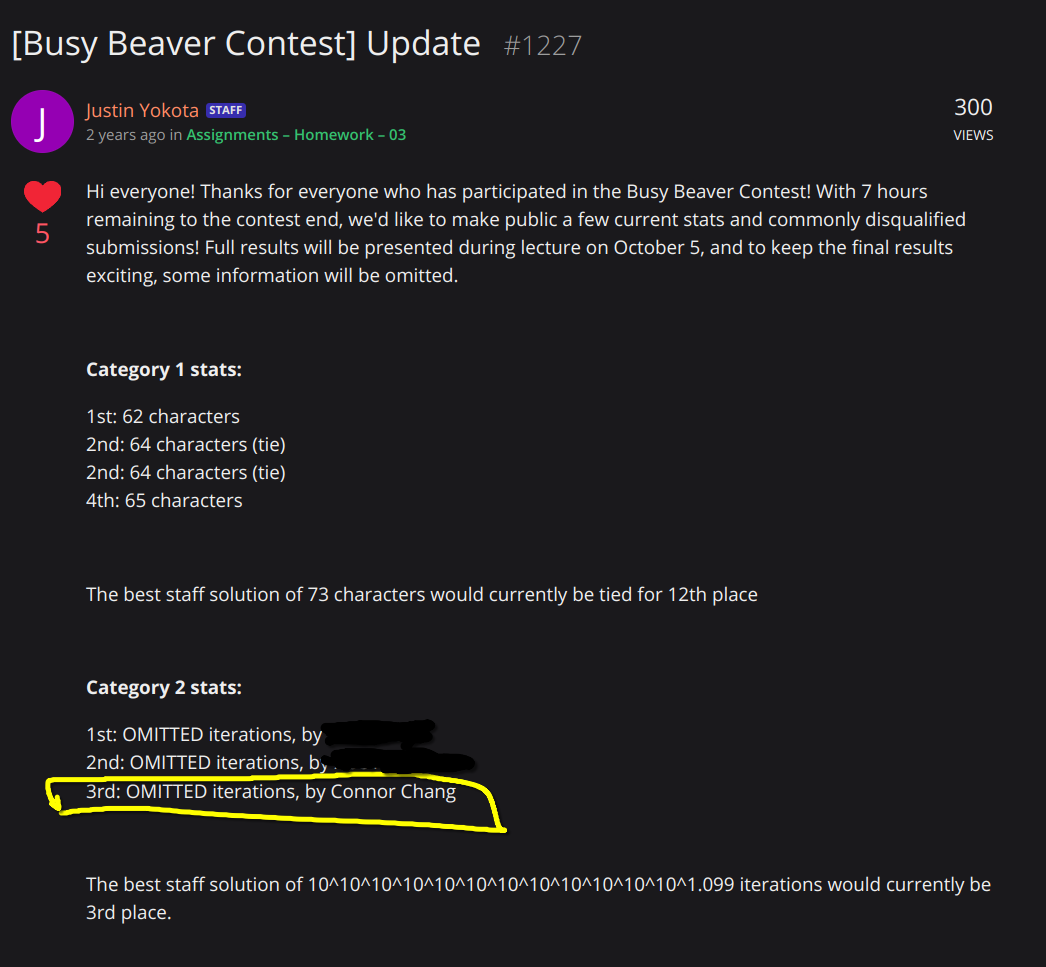 [Busy Beaver Contest] Update #1227
J
Justin Yokota STAFF
2 years ago in Assignments – Homework – 03
300
VIEWS
5
Hi everyone! Thanks for everyone who has participated in the Busy Beaver Contest! With 7 hours
remaining to the contest end, we'd like to make public a few current stats and commonly disqualified
submissions! Full results will be presented during lecture on October 5, and to keep the final results
exciting, some information will be omitted.
Category 1 stats:
1st: 62 characters
2nd: 64 characters (tie)
2nd: 64 characters (tie)
4th: 65 characters
The best staff solution of 73 characters would currently be tied for 12th place
Category 2 stats:
1st: OMITTED iterations, by
2nd: OMITTED iterations, by
3rd: OMITTED iterations, by Connor Chang
The best staff solution of 10^10^10^10^10^10^10^10^10^10^10^10^1.099 iterations would currently be
3rd place.